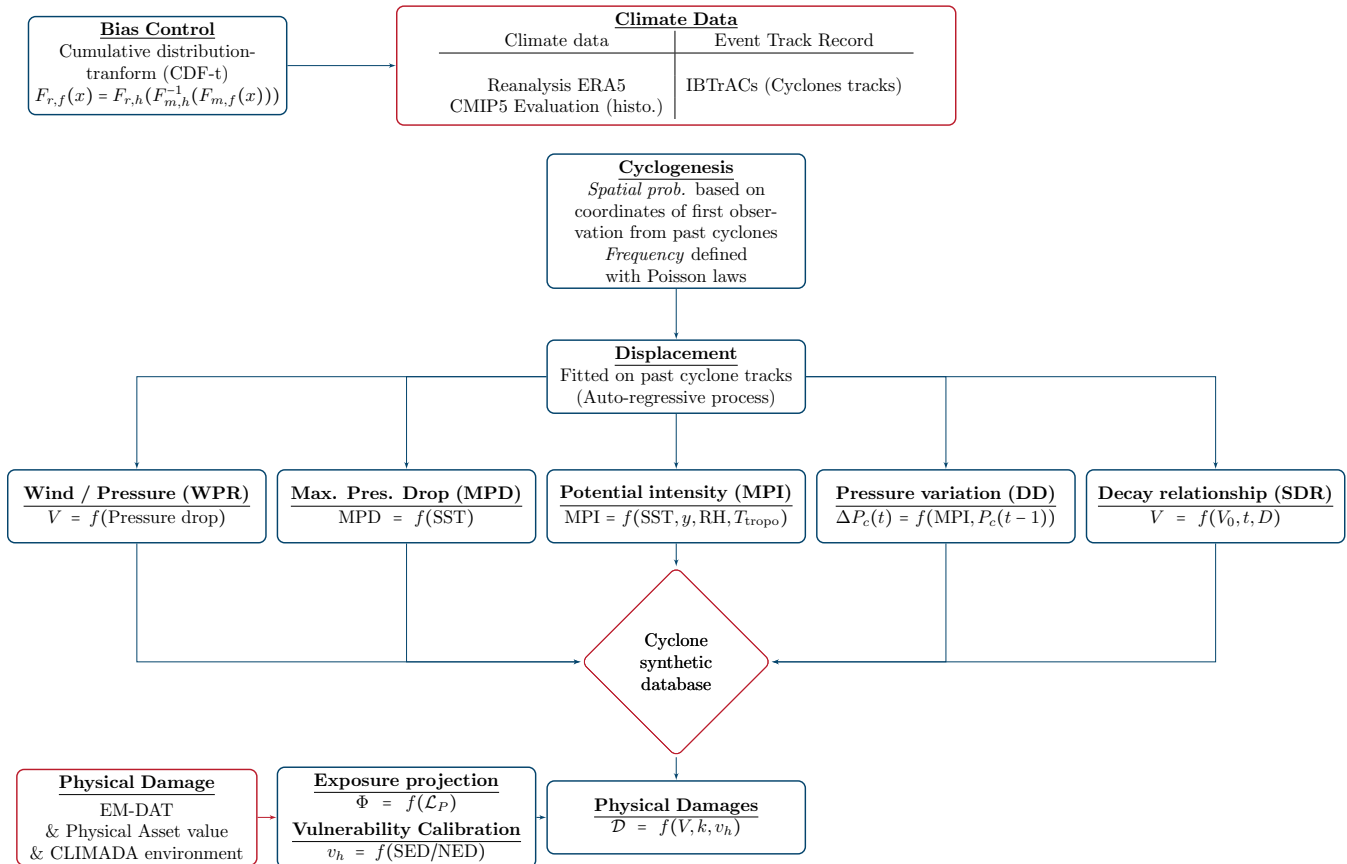 Bias Control
Cumulative distribution-
tranform (CDF-t)
F_{r,f}(x) = F_{r,h}(F^{-1}_{m,h}(F_{m,f}(x)))
Climate Data
Climate data Event Track Record
Reanalysis ERA5 IBTrACs (Cyclones tracks)
CMIP5 Evaluation (histo.)
Cyclogenesis
Spatial prob. based on
coordinates of first obser-
vation from past cyclones
Frequency defined
with Poisson laws
Displacement
Fitted on past cyclone tracks
(Auto-regressive process)
Wind / Pressure (WPR)
V = f(Pressure drop)
Max. Pres. Drop (MPD)
MPD = f(SST)
Potential intensity (MPI)
MPI = f(SST, y, RH, T_{tropo})
Pressure variation (DD)
ΔP_c(t) = f(MPI, P_c(t − 1))
Decay relationship (SDR)
V = f(V_0, t, D)
Cyclone
synthetic
database
Physical Damage
EM-DAT
& Physical Asset value
& CLIMADA environment
Exposure projection
Φ = f(ℒ_P)
Vulnerability Calibration
v_h = f(SED/NED)
Physical Damages
𝒟 = f(V, k, v_h)